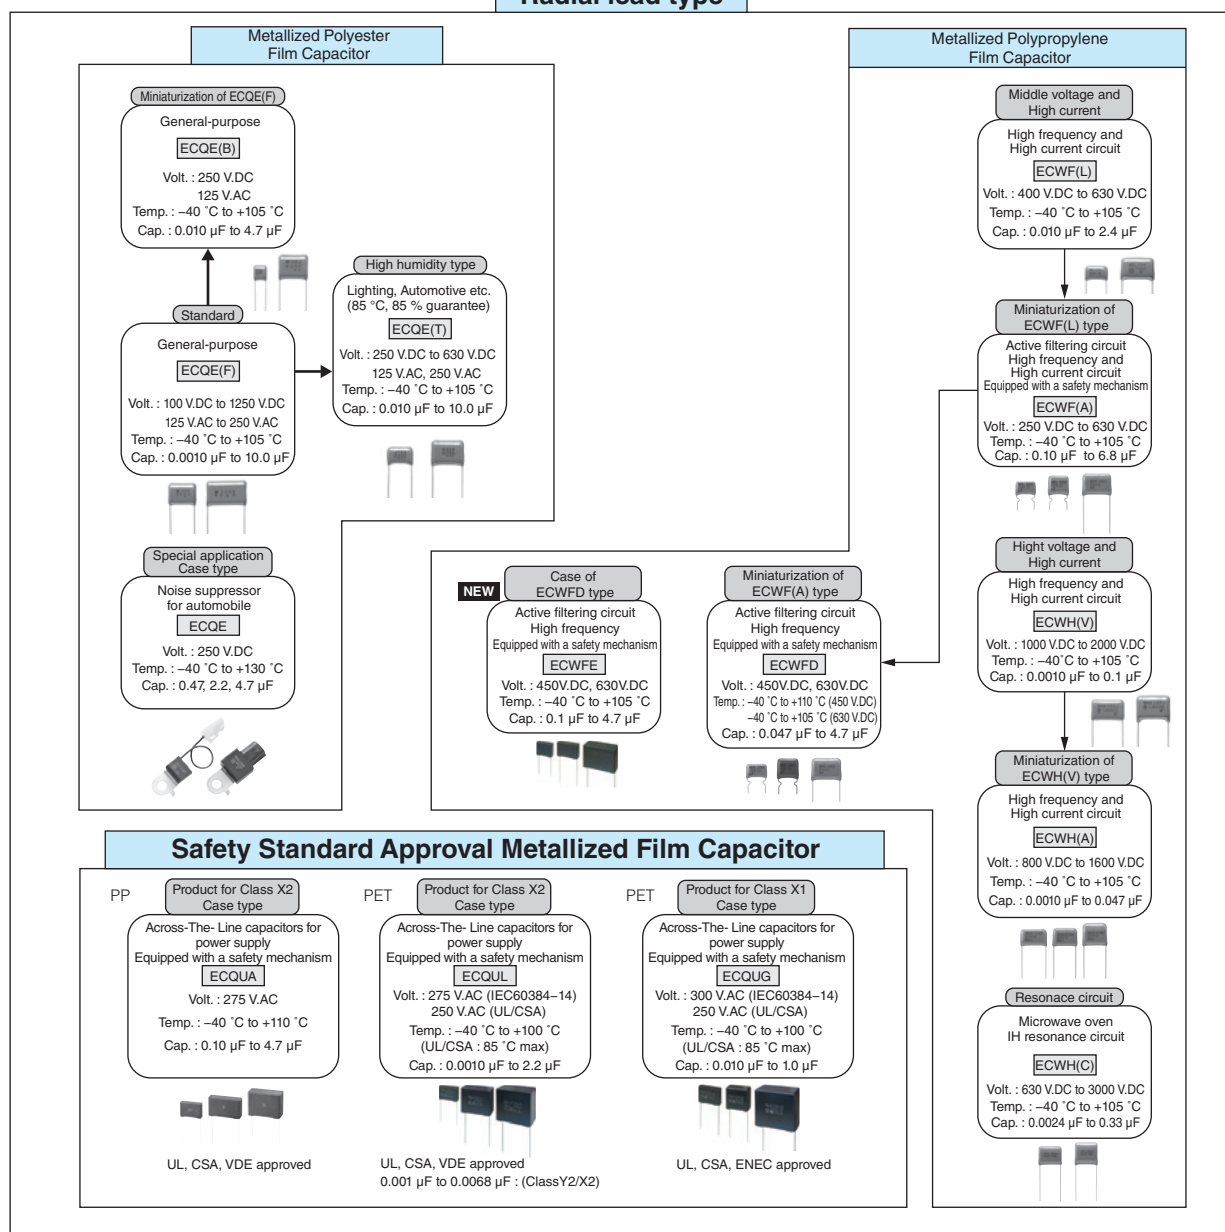 Radial lead type
Metallized Polyester
Film Capacitor
Miniaturization of ECQE(F)
General-purpose
ECQE(B)
Volt. : 250 V.DC
125 V.AC
Temp. : −40 ˚C to +105 ˚C
Cap. : 0.010 µF to 4.7 µF
Standard
General-purpose
ECQE(F)
Volt. : 100 V.DC to 1250 V.DC
125 V.AC to 250 V.AC
Temp. : −40 ˚C to +105 ˚C
Cap. : 0.0010 µF to 10.0 µF
High humidity type
Lighting, Automotive etc.
(85 °C, 85 % guarantee)
ECQE(T)
Volt. : 250 V.DC to 630 V.DC
125 V.AC, 250 V.AC
Temp. : −40 ˚C to +105 ˚C
Cap. : 0.010 µF to 10.0 µF
Special application
Case type
Noise suppressor
for automobile
ECQE
Volt. : 250 V.DC
Temp. : −40 ˚C to +130 ˚C
Cap. : 0.47, 2.2, 4.7 µF
Metallized Polypropylene
Film Capacitor
Middle voltage and
High current
High frequency and
High current circuit
ECWF(L)
Volt. : 400 V.DC to 630 V.DC
Temp. : −40 ˚C to +105 ˚C
Cap. : 0.010 µF to 2.4 µF
Miniaturization of
ECWF(L) type
Active filtering circuit
High frequency and
High current circuit
Equipped with a safety mechanism
ECWF(A)
Volt. : 250 V.DC to 630 V.DC
Temp. : −40 ˚C to +105 ˚C
Cap. : 0.10 µF to 6.8 µF
NEW
Case of
ECWFD type
Active filtering circuit
High frequency
Equipped with a safety mechanism
ECWFE
Volt. : 450V.DC, 630V.DC
Temp. : −40 ˚C to +105 ˚C
Cap. : 0.1 µF to 4.7 µF
Miniaturization of
ECWF(A) type
Active filtering circuit
High frequency
Equipped with a safety mechanism
ECWFD
Volt. : 450V.DC, 630V.DC
Temp. : −40 ˚C to +110 ˚C (450 V.DC)
−40 ˚C to +105 ˚C (630 V.DC)
Cap. : 0.047 µF to 4.7 µF
Hight voltage and
High current
High frequency and
High current circuit
ECWH(V)
Volt. : 1000 V.DC to 2000 V.DC
Temp. : −40˚C to +105 ˚C
Cap. : 0.0010 µF to 0.1 µF
Miniaturization of
ECWH(V) type
High frequency and
High current circuit
ECWH(A)
Volt. : 800 V.DC to 1600 V.DC
Temp. : −40 ˚C to +105 ˚C
Cap. : 0.0010 µF to 0.047 µF
Resonace circuit
Microwave oven
IH resonance circuit
ECWH(C)
Volt. : 630 V.DC to 3000 V.DC
Temp. : −40 ˚C to +105 ˚C
Cap. : 0.0024 µF to 0.33 µF
Safety Standard Approval Metallized Film Capacitor
PP
Product for Class X2
Case type
Across-The- Line capacitors for
power supply
Equipped with a safety mechanism
ECQUA
Volt. : 275 V.AC
Temp. : −40 ˚C to +110 ˚C
Cap. : 0.10 µF to 4.7 µF
UL, CSA, VDE approved
PET
Product for Class X2
Case type
Across-The- Line capacitors for
power supply
Equipped with a safety mechanism
ECQUL
Volt. : 275 V.AC (IEC60384−14)
250 V.AC (UL/CSA)
Temp. : −40 ˚C to +100 ˚C
(UL/CSA : 85 ˚C max)
Cap. : 0.0010 µF to 2.2 µF
UL, CSA, VDE approved
0.001 µF to 0.0068 µF : (ClassY2/X2)
PET
Product for Class X1
Case type
Across-The- Line capacitors for
power supply
Equipped with a safety mechanism
ECQUG
Volt. : 300 V.AC (IEC60384−14)
250 V.AC (UL/CSA)
Temp. : −40 ˚C to +100 ˚C
(UL/CSA : 85 ˚C max)
Cap. : 0.010 µF to 1.0 µF
UL, CSA, ENEC approved